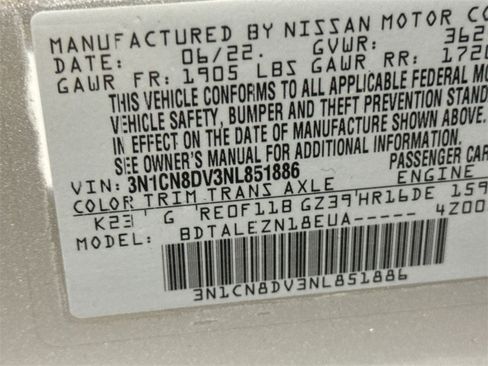 MANUFACTURED BY NISSAN MOTOR CO
DATE: 06/22. GVWR: 362
GAWR FR: 1905 LBS GAWR RR: 1720
THIS VEHICLE CONFORMS TO ALL APPLICABLE FEDERAL MO
VEHICLE SAFETY, BUMPER AND THEFT PREVENTION STAND
IN EFFECT ON THE DATE OF MANUFACTURE SHOWN ABOVE.
SEE OWNER'S MANUAL FOR ADDITIONAL INFORMATION.
VIN: 3N1CN8DV3NL851886 PASSENGER CAR
COLOR TRIM TRANS AXLE ENGINE
K23 G RE0F11B GZ39 HR16DE 159
MODEL: BDTALEZN18EUA- 4Z00
3N1CN8DV3NL851886